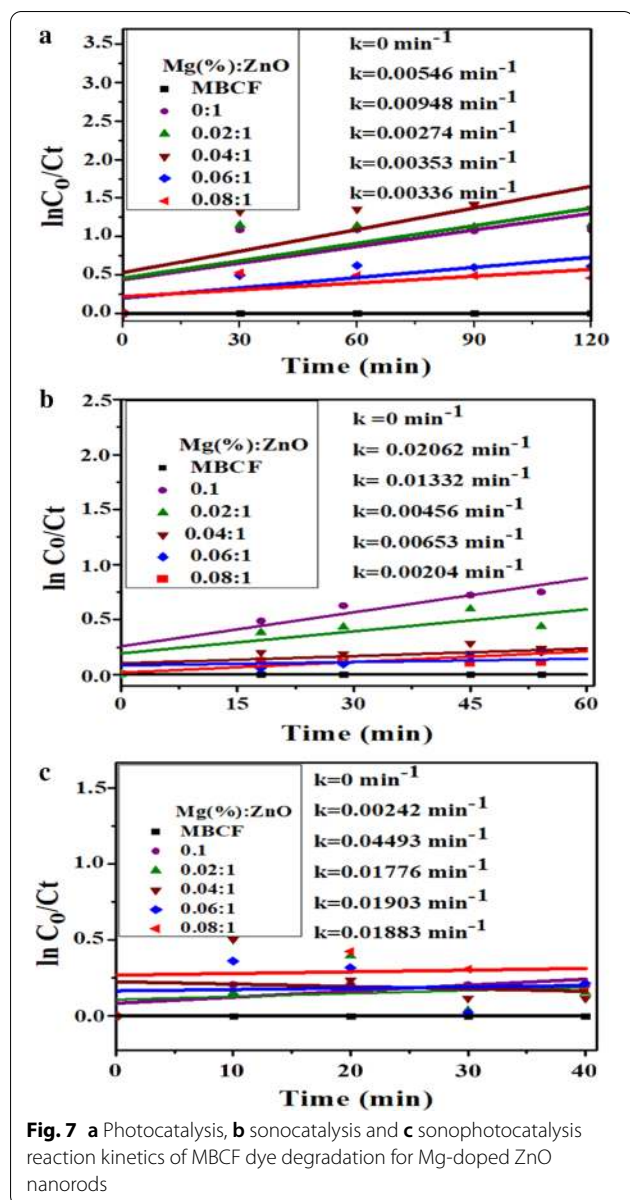 a
3.5
3.0
2.5
2.0
1.5
1.0
0.5
0.0
lnC₀/Ct
Mg(%):ZnO
MBCF
0:1
0.02:1
0.04:1
0.06:1
0.08:1
k=0 min⁻¹
k=0.00546 min⁻¹
k=0.00948 min⁻¹
k=0.00274 min⁻¹
k=0.00353 min⁻¹
k=0.00336 min⁻¹
0 30 60 90 120
Time (min)
b
2.5
2.0
1.5
1.0
0.5
0.0
ln Co/Ct
Mg(%):ZnO
MBCF
0.1
0.02:1
0.04:1
0.06:1
0.08:1
k =0 min⁻¹
k= 0.02062 min⁻¹
k= 0.01332 min⁻¹
k=0.00456 min⁻¹
k=0.00653 min⁻¹
k=0.00204 min⁻¹
0 15 30 45 60
Time (min)
c
1.5
1.0
0.5
0.0
ln C₀/Ct
Mg(%):ZnO
MBCF
0.1
0.02:1
0.04:1
0.06:1
0.08:1
k=0 min⁻¹
k=0.00242 min⁻¹
k=0.04493 min⁻¹
k=0.01776 min⁻¹
k=0.01903 min⁻¹
k=0.01883 min⁻¹
0 10 20 30 40
Time (min)
Fig. 7 a Photocatalysis, b sonocatalysis and c sonophotocatalysis
reaction kinetics of MBCF dye degradation for Mg-doped ZnO
nanorods